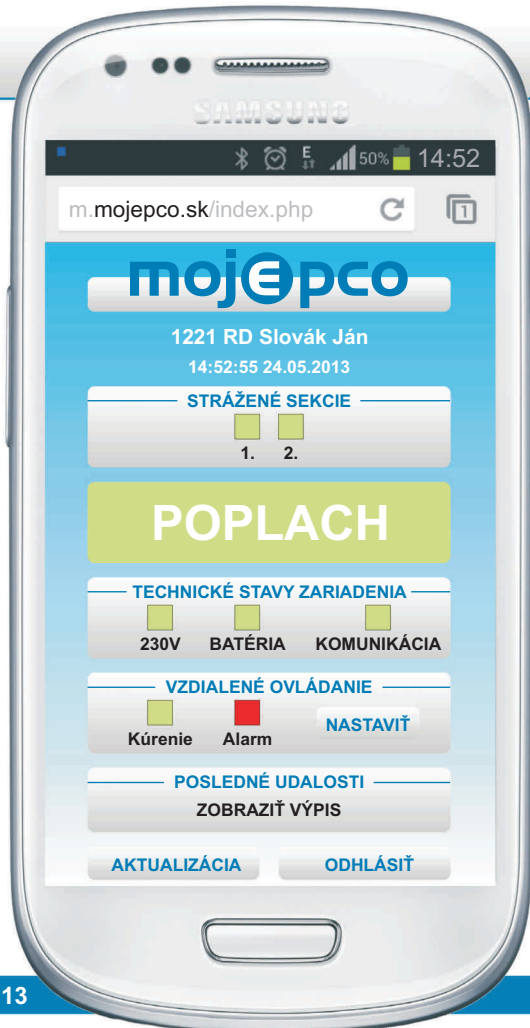 SAMSUNG
E 50% 14:52
m.mojepco.sk/index.php 1
mojepco
1221 RD Slovák Ján
14:52:55 24.05.2013
STRÁŽENÉ SEKCIE
1. 2.
POPLACH
TECHNICKÉ STAVY ZARIADENIA
230V BATÉRIA KOMUNIKÁCIA
VZDIALENÉ OVLÁDANIE
Kúrenie Alarm NASTAVIŤ
POSLEDNÉ UDALOSTI
ZOBRAZIŤ VÝPIS
AKTUALIZÁCIA ODHLÁSIŤ
13